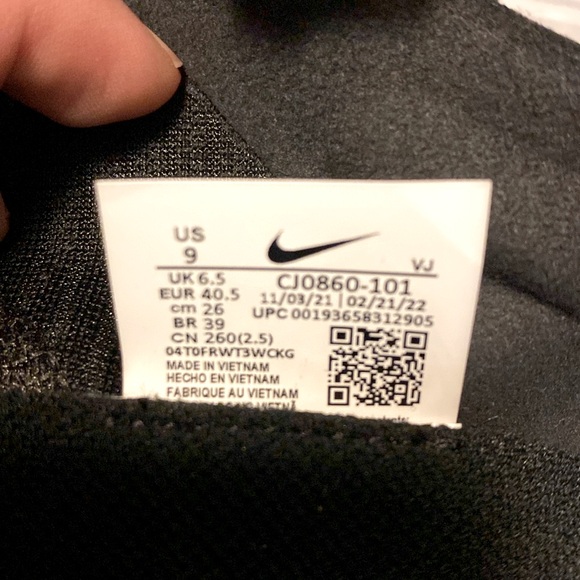 US
9
VJ
UK 6.5
EUR 40.5
cm 26
BR 39
CN 260(2.5)
04T0FRWT3WCKG
MADE IN VIETNAM
HECHO EN VIETNAM
FABRIQUE AU VIETNAM
CJ0860-101
11/03/21 | 02/21/22
UPC 00193658312905